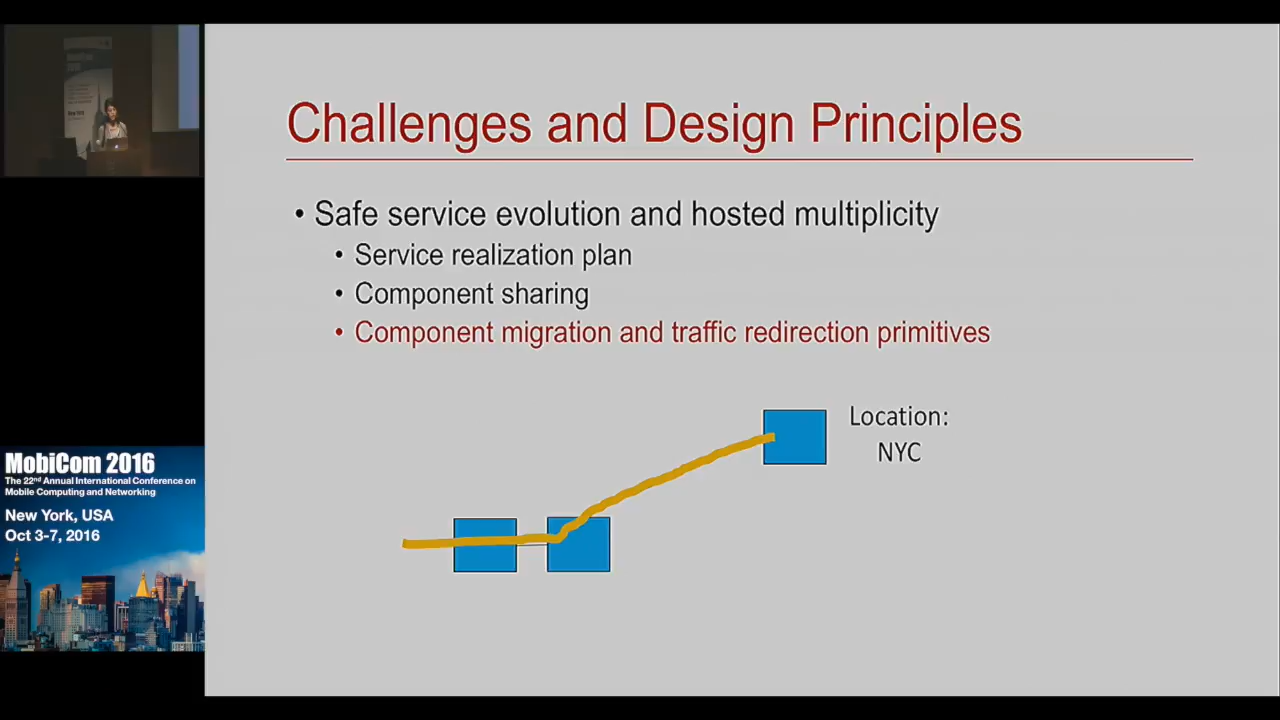 Challenges and Design Principles
• Safe service evolution and hosted multiplicity
• Service realization plan
• Component sharing
• Component migration and traffic redirection primitives
Location:
NYC
MobiCom 2016
The 22nd Annual International Conference on
Mobile Computing and Networking
New York, USA
Oct 3-7, 2016